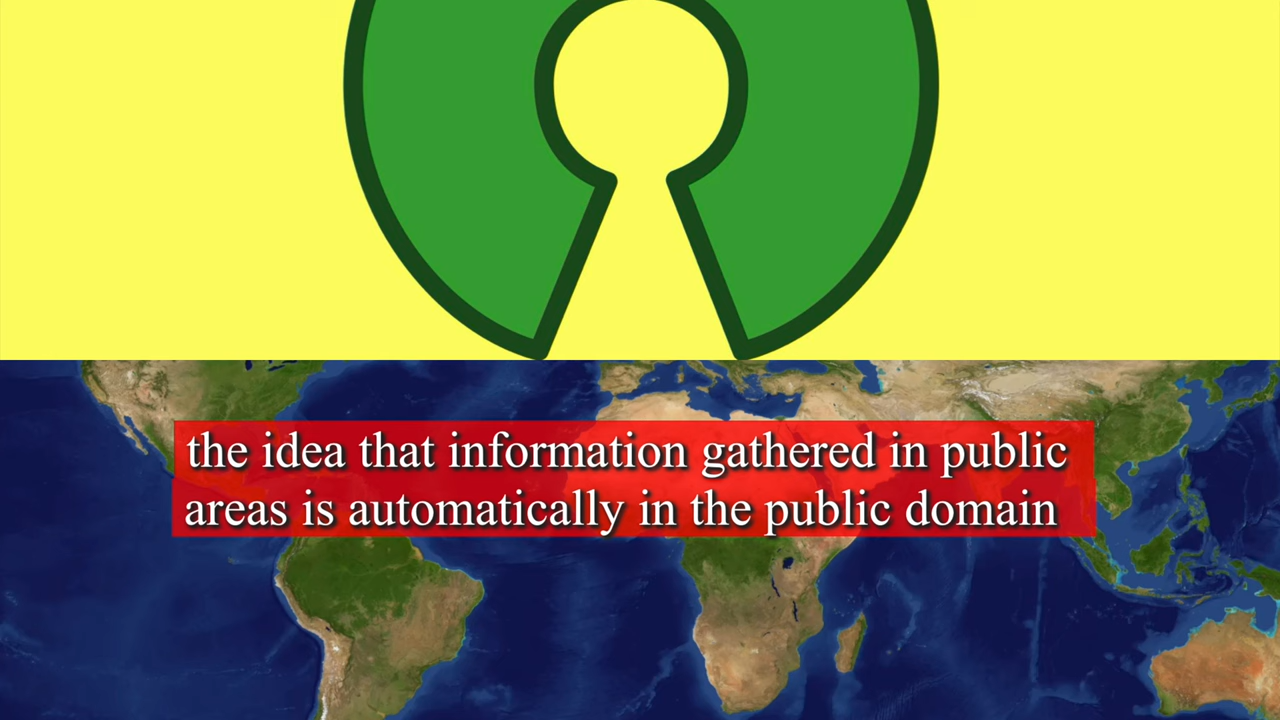 the idea that information gathered in public
areas is automatically in the public domain